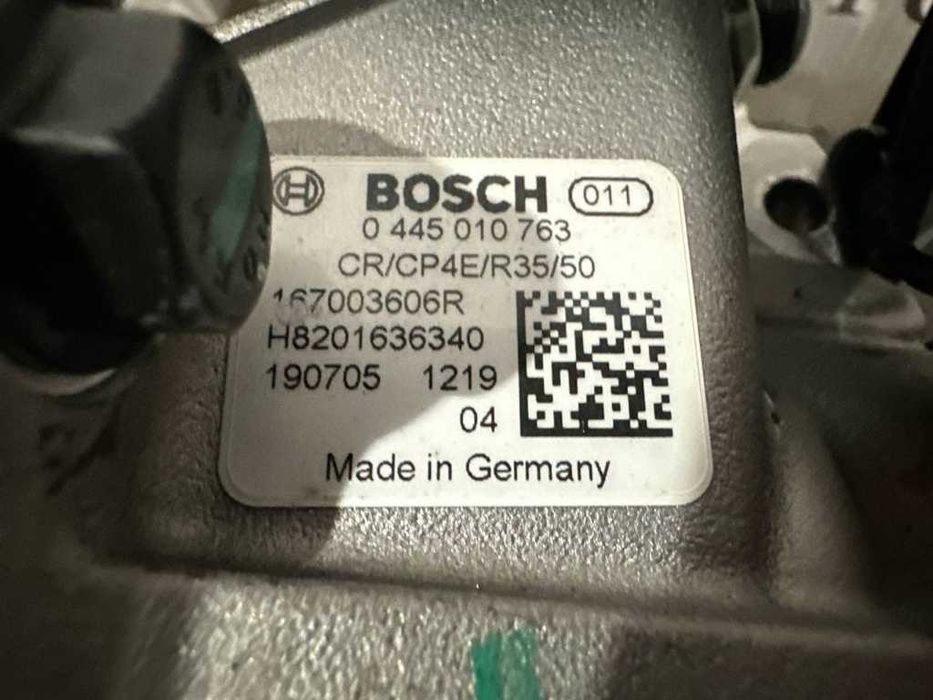 BOSCH 011
0 445 010 763
CR/CP4E/R35/50
167003606R
H8201636340
190705 1219
04
Made in Germany